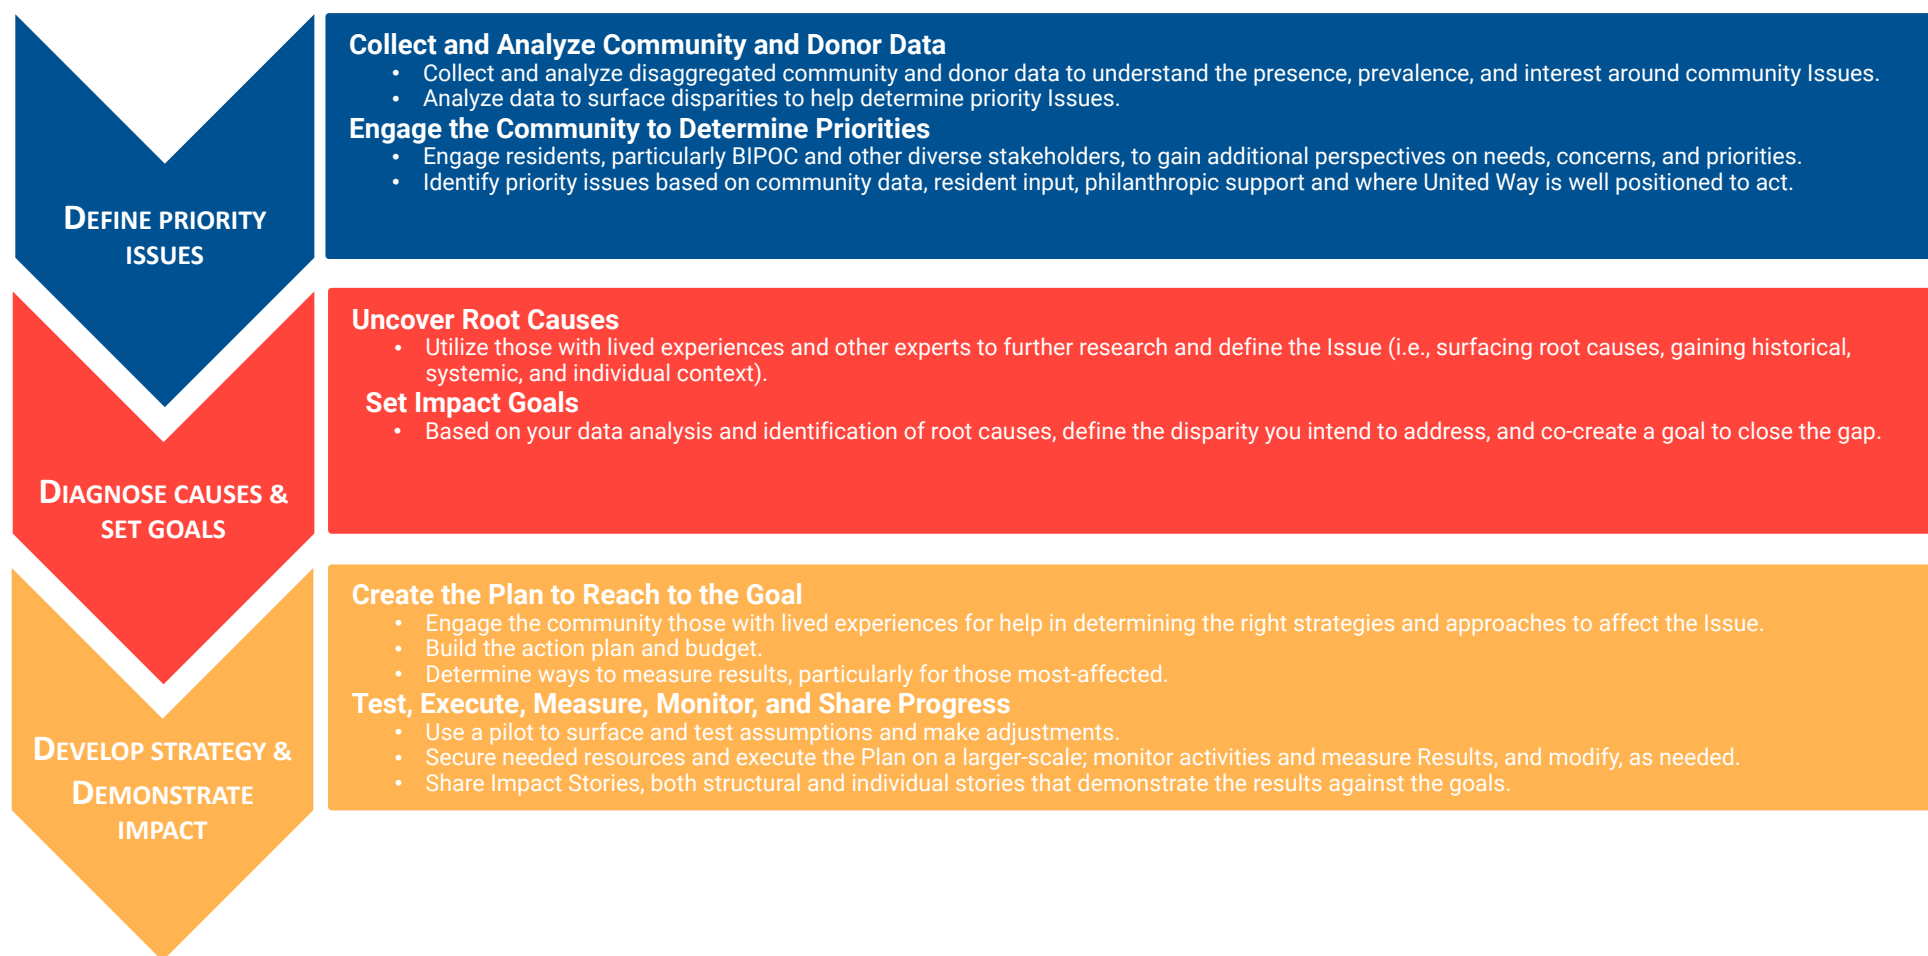 DEFINE PRIORITY
ISSUES
Collect and Analyze Community and Donor Data
• Collect and analyze disaggregated community and donor data to understand the presence, prevalence, and interest around community Issues.
• Analyze data to surface disparities to help determine priority Issues.
Engage the Community to Determine Priorities
• Engage residents, particularly BIPOC and other diverse stakeholders, to gain additional perspectives on needs, concerns, and priorities.
• Identify priority issues based on community data, resident input, philanthropic support and where United Way is well positioned to act.
DIAGNOSE CAUSES &
SET GOALS
Uncover Root Causes
• Utilize those with lived experiences and other experts to further research and define the Issue (i.e., surfacing root causes, gaining historical,
systemic, and individual context).
Set Impact Goals
• Based on your data analysis and identification of root causes, define the disparity you intend to address, and co-create a goal to close the gap.
DEVELOP STRATEGY &
DEMONSTRATE
IMPACT
Create the Plan to Reach to the Goal
• Engage the community those with lived experiences for help in determining the right strategies and approaches to affect the Issue.
• Build the action plan and budget.
• Determine ways to measure results, particularly for those most-affected.
Test, Execute, Measure, Monitor, and Share Progress
• Use a pilot to surface and test assumptions and make adjustments.
• Secure needed resources and execute the Plan on a larger-scale; monitor activities and measure Results, and modify, as needed.
• Share Impact Stories, both structural and individual stories that demonstrate the results against the goals.